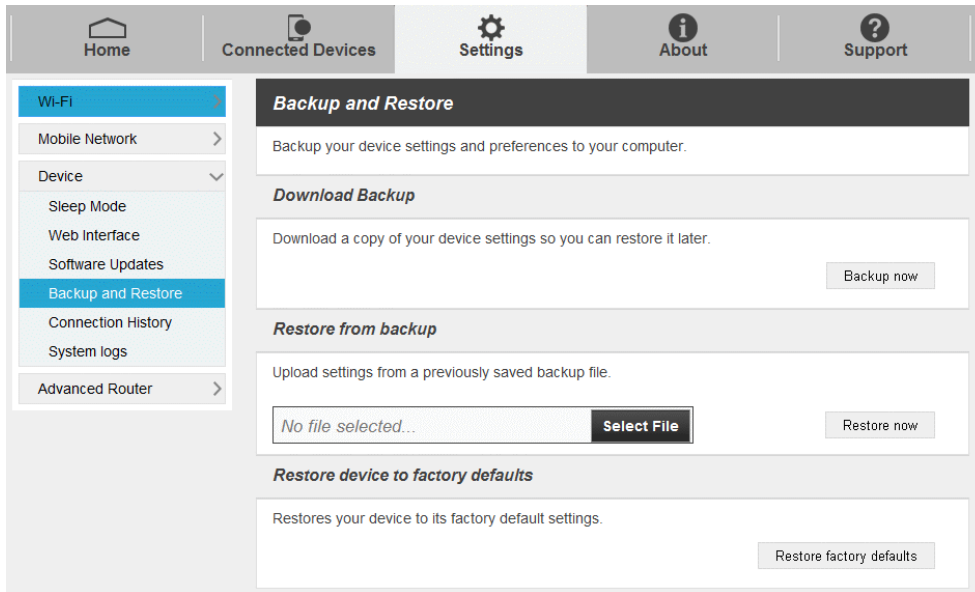 Home
Connected Devices
Settings
About
Support
Wi-Fi
Mobile Network
Device
Sleep Mode
Web Interface
Software Updates
Backup and Restore
Connection History
System logs
Advanced Router
Backup and Restore
Backup your device settings and preferences to your computer.
Download Backup
Download a copy of your device settings so you can restore it later.
Backup now
Restore from backup
Upload settings from a previously saved backup file.
No file selected...
Select File
Restore now
Restore device to factory defaults
Restores your device to its factory default settings.
Restore factory defaults